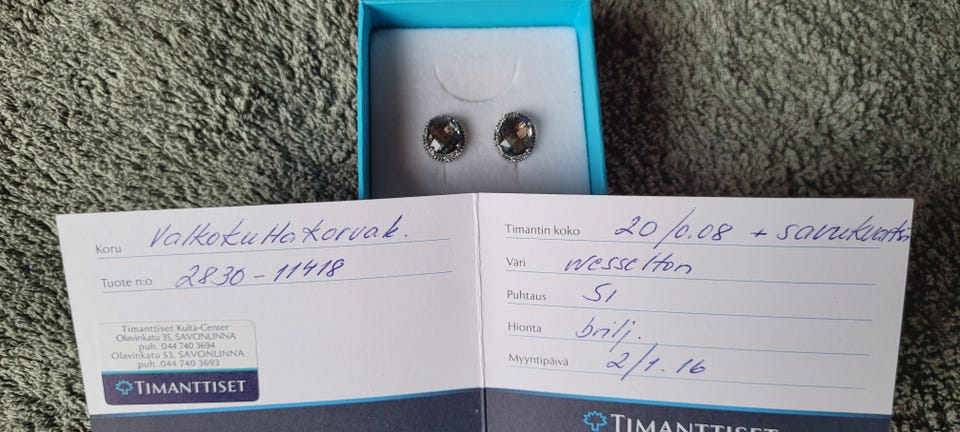 Koru Valkokultakorvak.
Tuote n:o 2830-11418
Timanttiset Kulta-Center
Olavinkatu 35, SAVONLINNA
puh. 044 740 3694
Olavinkatu 53, SAVONLINNA
puh. 044 740 3693
TIMANTTISET
Timantin koko 20/0.08 + savukvartsi
Väri wesselton
Puhtaus SI
Hionta brilj.
Myyntipäivä 2/1.16
TIMANTTISET